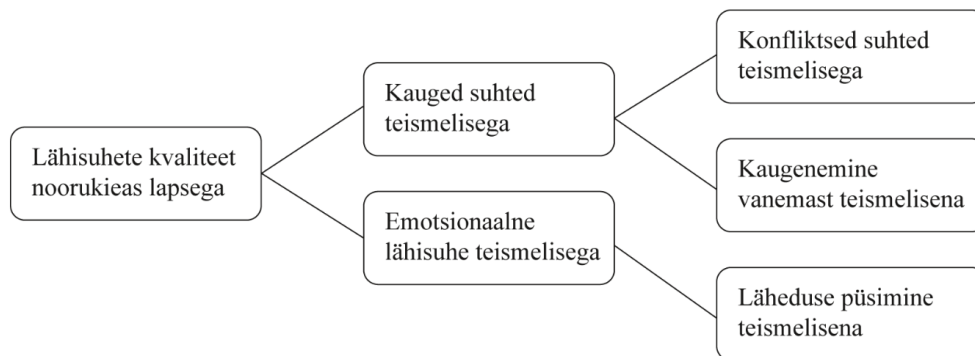 Lähisuhete kvaliteet
noorukieas lapsega
Kauged suhted
teismelisega
Emotsionaalne
lähisuhe teismelisega
Konfliktsed suhted
teismelisega
Kaugenemine
vanemast teismelisena
Läheduse püsimine
teismelisena